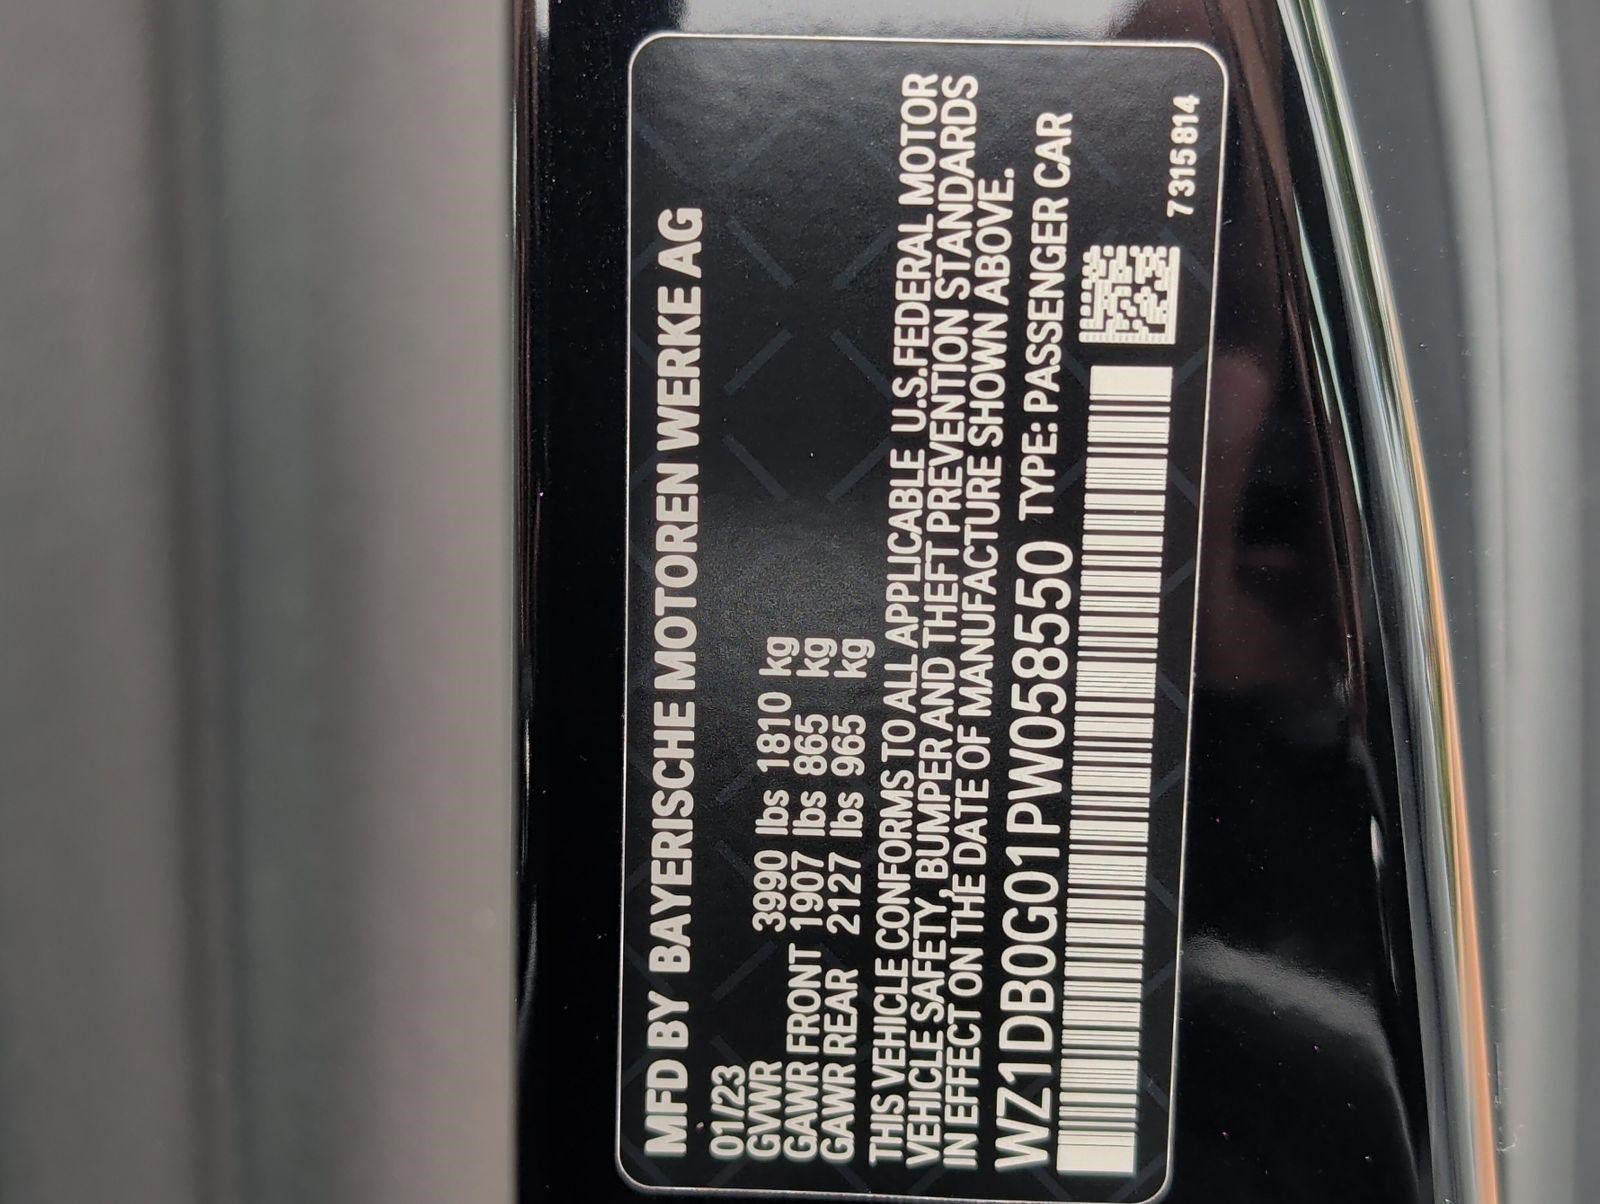 MFD BY BAYERISCHE MOTOREN WERKE AG
01/23
GVWR 3990 lbs 1810 kg
GAWR FRONT 1907 lbs 865 kg
GAWR REAR 2127 lbs 965 kg
THIS VEHICLE CONFORMS TO ALL APPLICABLE U.S.FEDERAL MOTOR
VEHICLE SAFETY, BUMPER AND THEFT PREVENTION STANDARDS
IN EFFECT ON THE DATE OF MANUFACTURE SHOWN ABOVE.
WZ1DB0G01PW058550 TYPE: PASSENGER CAR
7315814